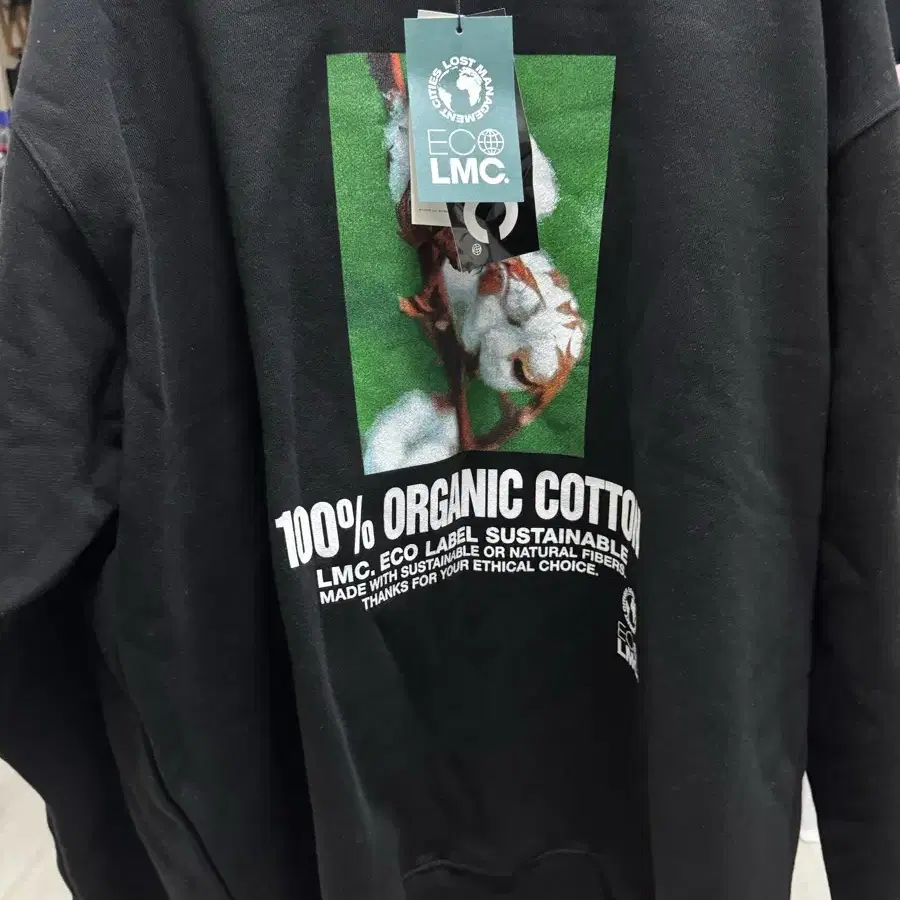 LOST MANAGEMENT CITIES
ECO
LMC.
100% ORGANIC COTTON
LMC. ECO LABEL SUSTAINABLE
MADE WITH SUSTAINABLE OR NATURAL FIBERS.
THANKS FOR YOUR ETHICAL CHOICE.
LMC.